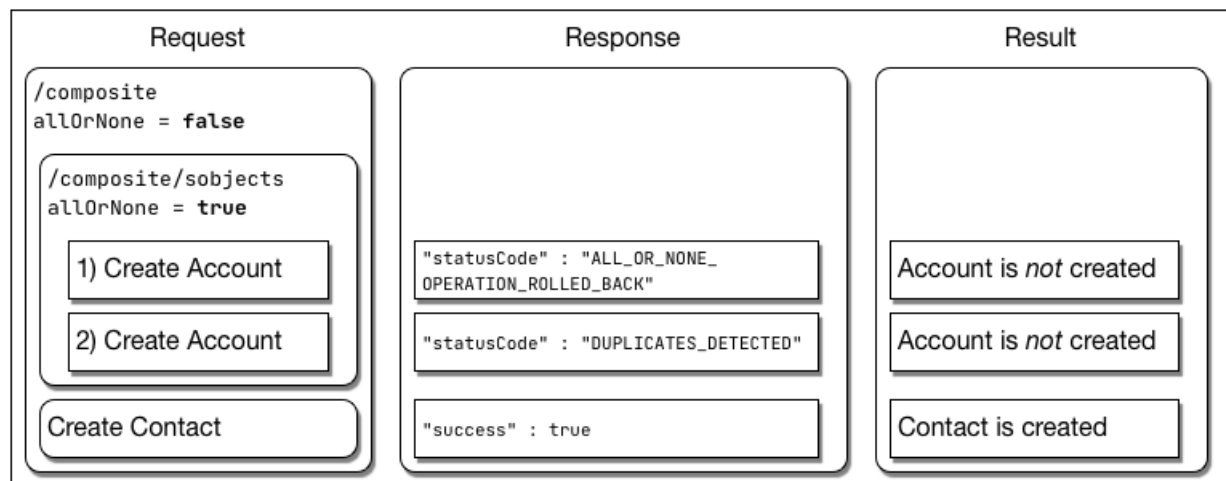 Request
Response
Result
/composite
allOrNone = false
/composite/sobjects
allOrNone = true
1) Create Account
"statusCode" : "ALL_OR_NONE_
OPERATION_ROLLED_BACK"
Account is not created
2) Create Account
"statusCode" : "DUPLICATES_DETECTED"
Account is not created
Create Contact
"success" : true
Contact is created